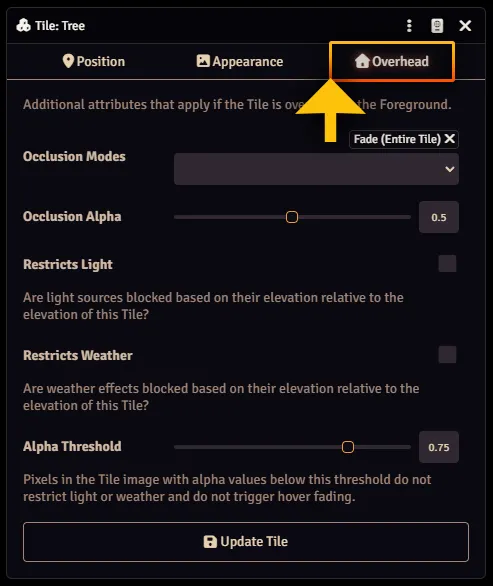 Tile: Tree
Position Appearance Overhead
Additional attributes that apply if the Tile is the Foreground.
Fade (Entire Tile)
Occlusion Modes
Occlusion Alpha 0.5
Restricts Light
Are light sources blocked based on their elevation relative to the
elevation of this Tile?
Restricts Weather
Are weather effects blocked based on their elevation relative to the
elevation of this Tile?
Alpha Threshold 0.75
Pixels in the Tile image with alpha values below this threshold do not
restrict light or weather and do not trigger hover fading.
Update Tile